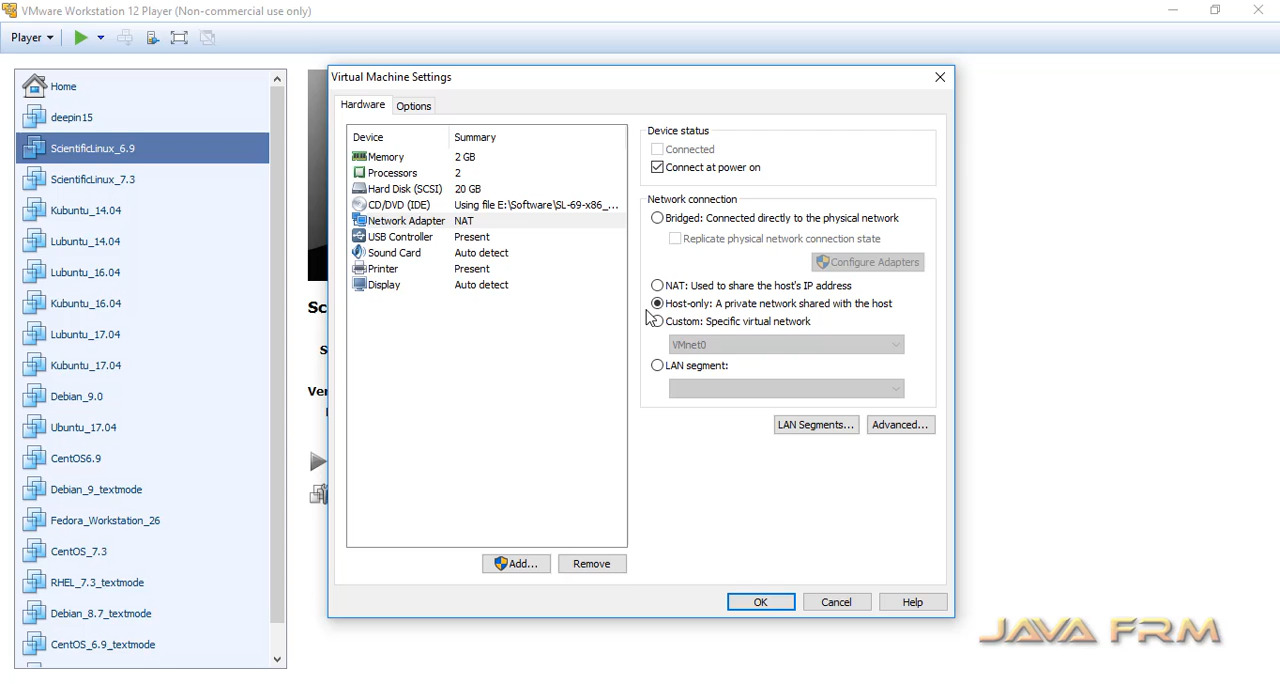 VMware Workstation 12 Player (Non-commercial use only)
Player
Home
deepin15
ScientificLinux_6.9
ScientificLinux_7.3
Kubuntu_14.04
Lubuntu_14.04
Lubuntu_16.04
Kubuntu_16.04
Lubuntu_17.04
Kubuntu_17.04
Debian_9.0
Ubuntu_17.04
CentOS6.9
Debian_9_textmode
Fedora_Workstation_26
CentOS_7.3
RHEL_7.3_textmode
Debian_8.7_textmode
CentOS_6.9_textmode
Sc
S
Ver
Virtual Machine Settings
Hardware Options
Device Summary
Memory 2 GB
Processors 2
Hard Disk (SCSI) 20 GB
CD/DVD (IDE) Using file E:\Software\SL-69-x86_...
Network Adapter NAT
USB Controller Present
Sound Card Auto detect
Printer Present
Display Auto detect
Add... Remove
Device status
Connected
Connect at power on
Network connection
Bridged: Connected directly to the physical network
Replicate physical network connection state
Configure Adapters
NAT: Used to share the host's IP address
Host-only: A private network shared with the host
Custom: Specific virtual network
VMnet0
LAN segment:
LAN Segments... Advanced...
OK Cancel Help
JAVA FRM